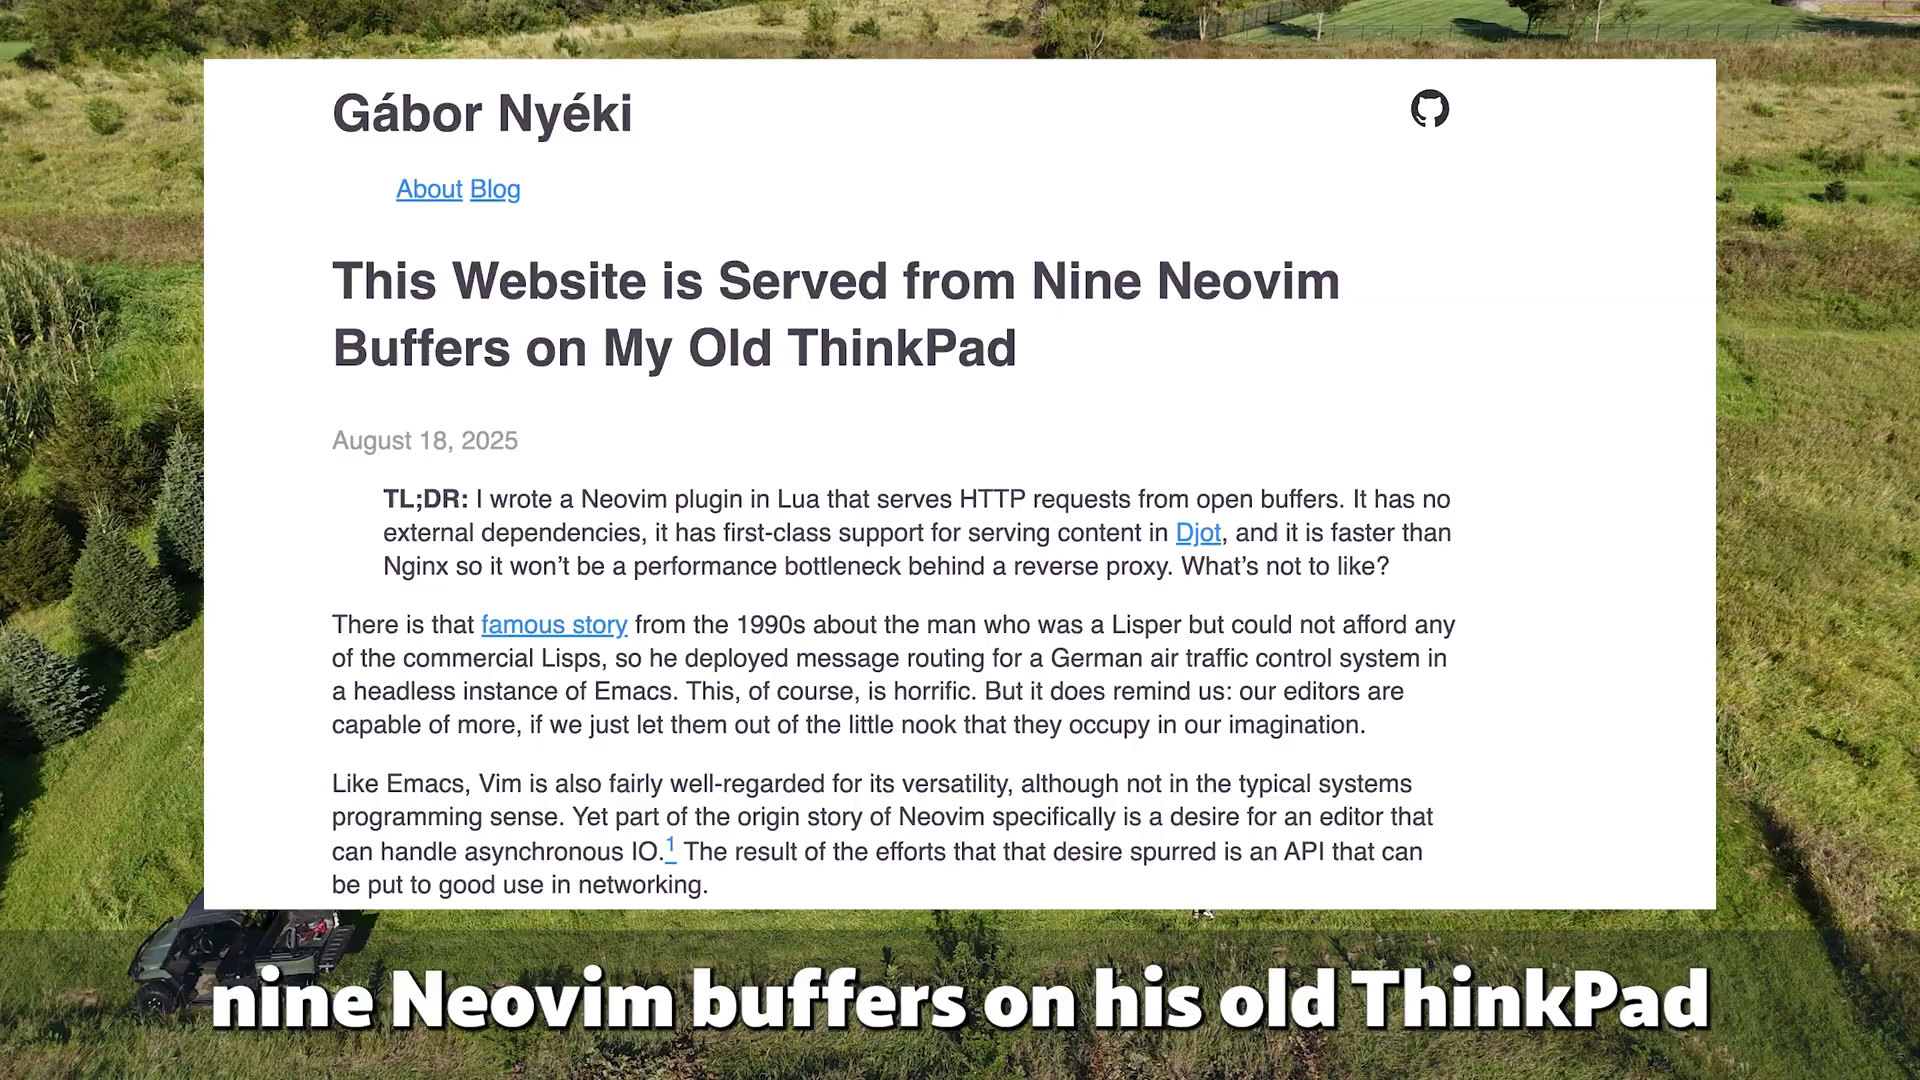 Gábor Nyéki
About Blog
This Website is Served from Nine Neovim
Buffers on My Old ThinkPad
August 18, 2025
TL;DR: I wrote a Neovim plugin in Lua that serves HTTP requests from open buffers. It has no
external dependencies, it has first-class support for serving content in Djot, and it is faster than
Nginx so it won’t be a performance bottleneck behind a reverse proxy. What’s not to like?
There is that famous story from the 1990s about the man who was a Lisper but could not afford any
of the commercial Lisps, so he deployed message routing for a German air traffic control system in
a headless instance of Emacs. This, of course, is horrific. But it does remind us: our editors are
capable of more, if we just let them out of the little nook that they occupy in our imagination.
Like Emacs, Vim is also fairly well-regarded for its versatility, although not in the typical systems
programming sense. Yet part of the origin story of Neovim specifically is a desire for an editor that
can handle asynchronous IO.1 The result of the efforts that that desire spurred is an API that can
be put to good use in networking.
nine Neovim buffers on his old ThinkPad